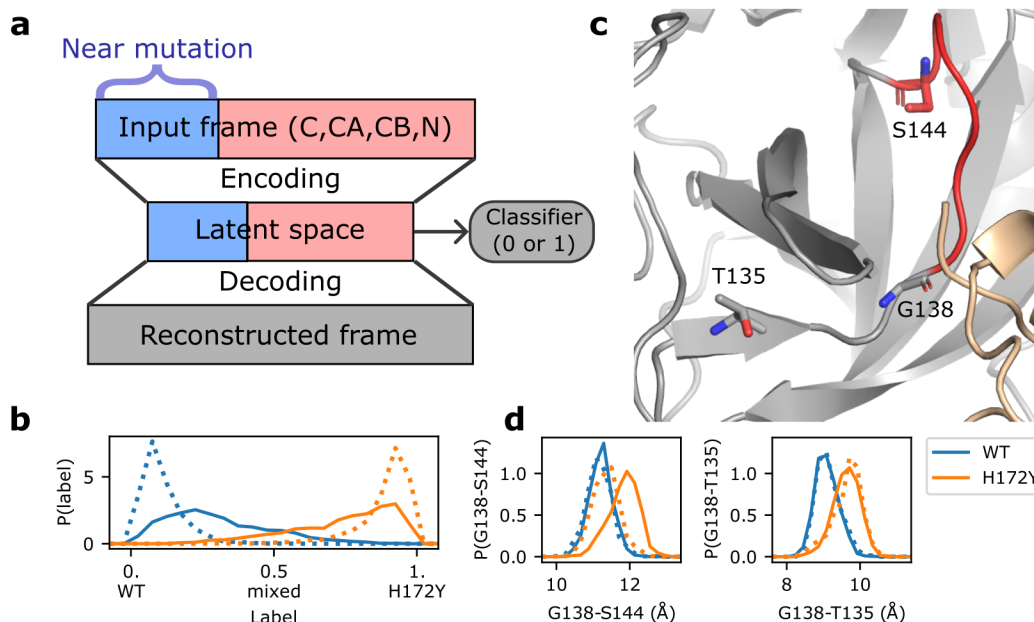 a
Near mutation
Input frame (C,CA,CB,N)
Encoding
Latent space
Classifier
(0 or 1)
Decoding
Reconstructed frame
c
S144
T135
G138
b
P(label)
5
0
0.
WT
0.5
mixed
1.
H172Y
Label
d
P(G138-S144)
1.0
0.5
0.0
10
12
G138-S144 (Å)
P(G138-T135)
1.0
0.5
0.0
8
10
G138-T135 (Å)
WT
H172Y